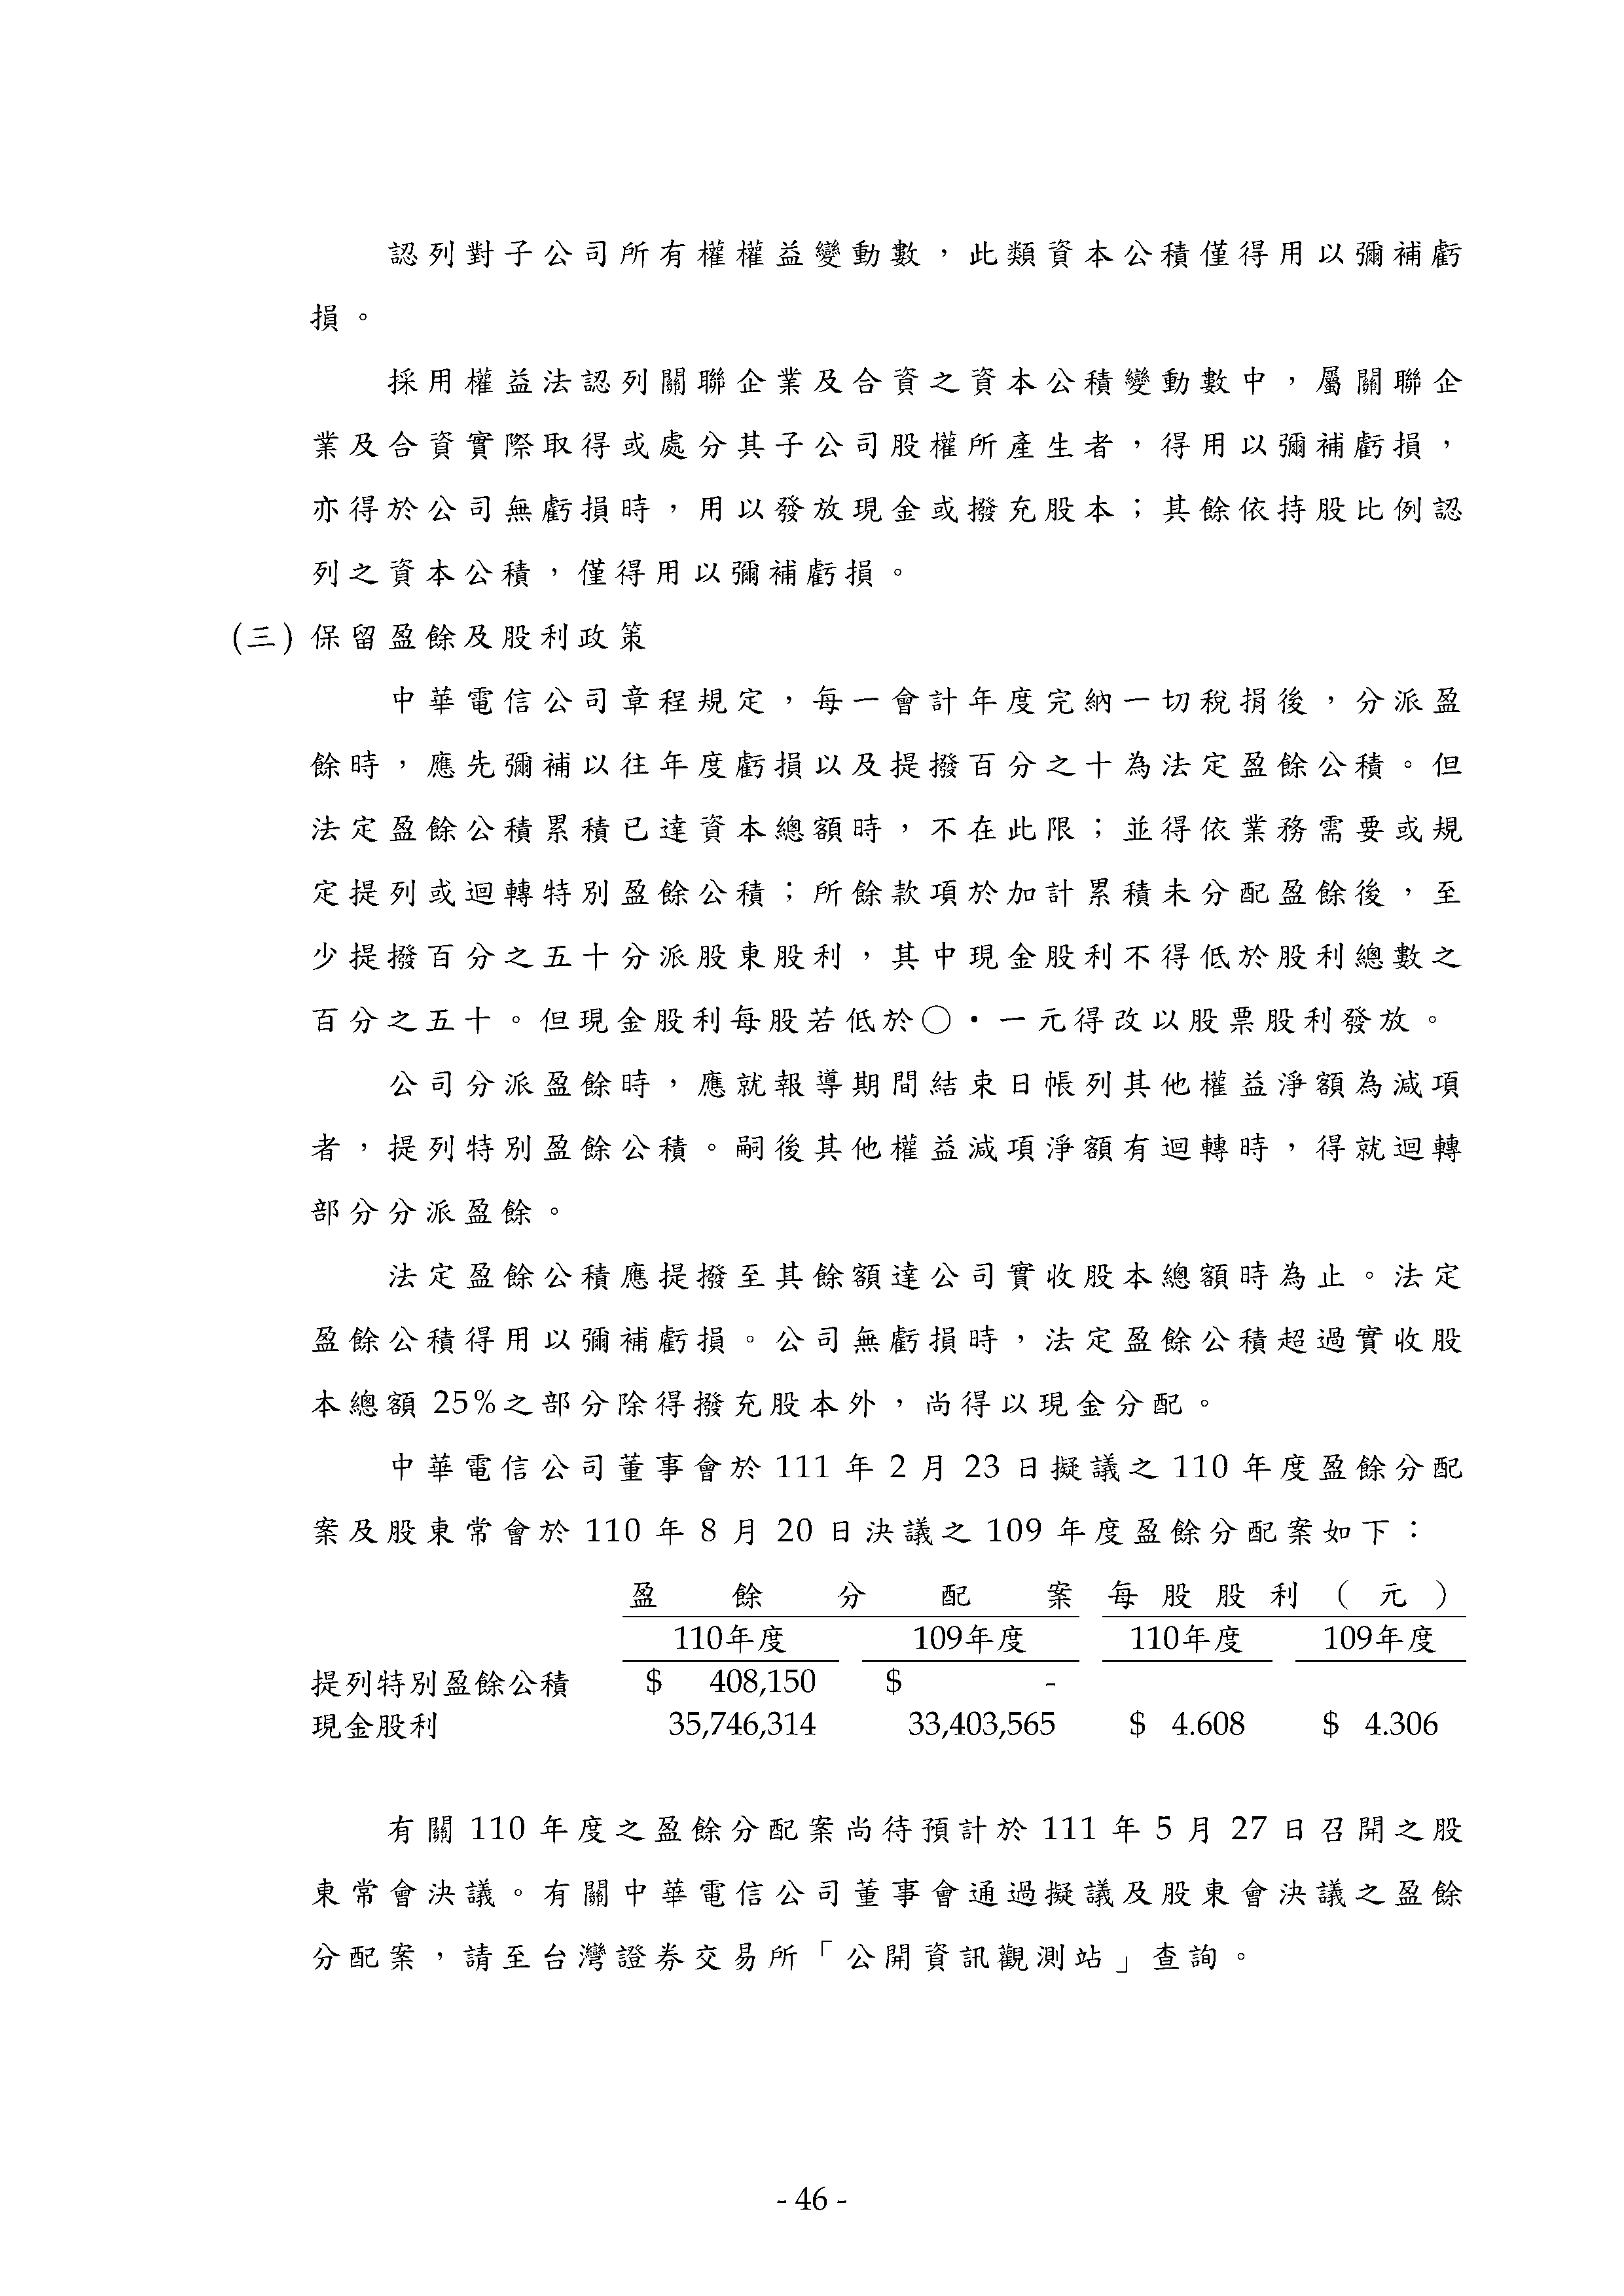 認列對子公司所有權權益變動數，此類資本公積僅得用以彌補虧
損。
採用權益法認列關聯企業及合資之資本公積變動數中，屬關聯企
業及合資實際取得或處分其子公司股權所產生者，得用以彌補虧損，
亦得於公司無虧損時，用以發放現金或撥充股本；其餘依持股比例認
列之資本公積，僅得用以彌補虧損。
(三) 保留盈餘及股利政策
中華電信公司章程規定，每一會計年度完納一切稅捐後，分派盈
餘時，應先彌補以往年度虧損以及提撥百分之十為法定盈餘公積。但
法定盈餘公積累積已達資本總額時，不在此限；並得依業務需要或規
定提列或迴轉特別盈餘公積；所餘款項於加計累積未分配盈餘後，至
少提撥百分之五十分派股東股利，其中現金股利不得低於股利總數之
百分之五十。但現金股利每股若低於○・一元得改以股票股利發放。
公司分派盈餘時，應就報導期間結束日帳列其他權益淨額為減項
者，提列特別盈餘公積。嗣後其他權益減項淨額有迴轉時，得就迴轉
部分分派盈餘。
法定盈餘公積應提撥至其餘額達公司實收股本總額時為止。法定
盈餘公積得用以彌補虧損。公司無虧損時，法定盈餘公積超過實收股
本總額 25%之部分除得撥充股本外，尚得以現金分配。
中華電信公司董事會於 111 年 2 月 23 日擬議之 110 年度盈餘分配
案及股東常會於 110 年 8 月 20 日決議之 109 年度盈餘分配案如下：
盈餘分配案 每股股利（元）
110年度 109年度 110年度 109年度
提列特別盈餘公積 $ 408,150 $ -
現金股利 35,746,314 33,403,565 $ 4.608 $ 4.306
有關 110 年度之盈餘分配案尚待預計於 111 年 5 月 27 日召開之股
東常會決議。有關中華電信公司董事會通過擬議及股東會決議之盈餘
分配案，請至台灣證券交易所「公開資訊觀測站」查詢。
- 46 -